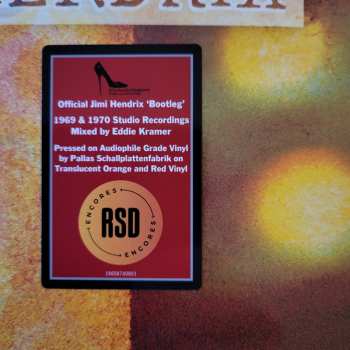 HENDRIX
Official Jimi Hendrix ‘Bootleg’
1969 & 1970 Studio Recordings
Mixed by Eddie Kramer
Pressed on Audiophile Grade Vinyl
by Pallas Schallplattenfabrik on
Translucent Orange and Red Vinyl
ENCORES
RSD
ENCORES